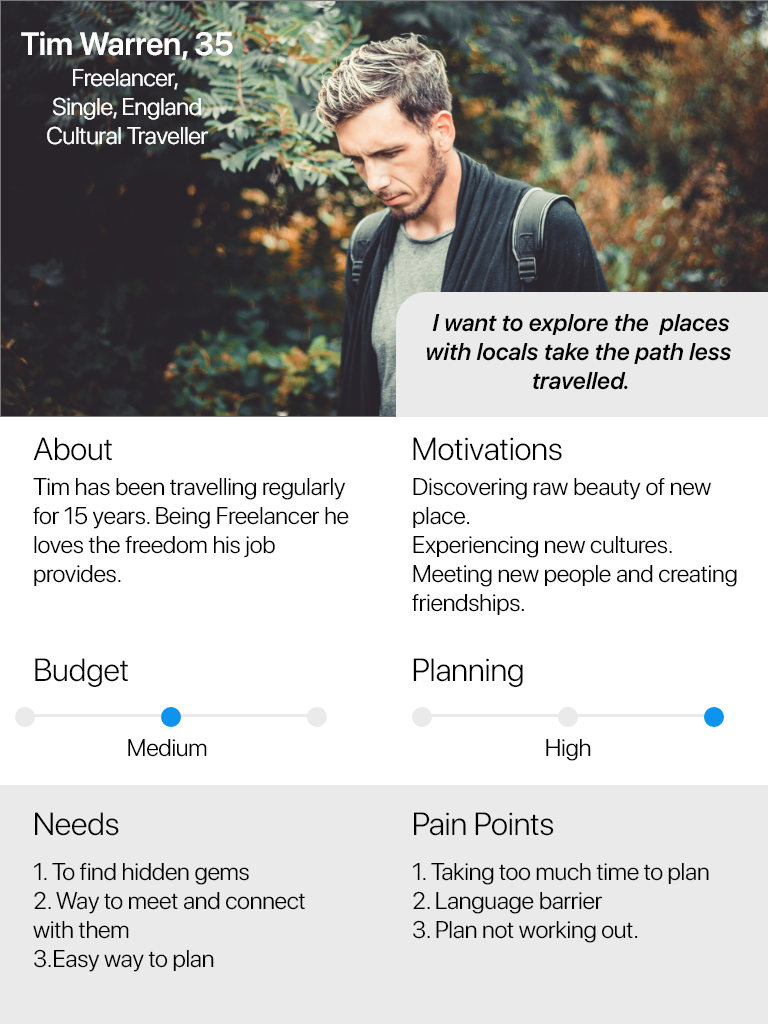 Tim Warren, 35
Freelancer,
Single, England
Cultural Traveller
I want to explore the  places
with locals take the path less
travelled.
About
Tim has been travelling regularly
for 15 years. Being Freelancer he
loves the freedom his job
provides.
Motivations
Discovering raw beauty of new
place.
Experiencing new cultures.
Meeting new people and creating
friendships.
Budget
Medium
Planning
High
Needs
1. To find hidden gems
2. Way to meet and connect
with them
3.Easy way to plan
Pain Points
1. Taking too much time to plan
2. Language barrier
3. Plan not working out.